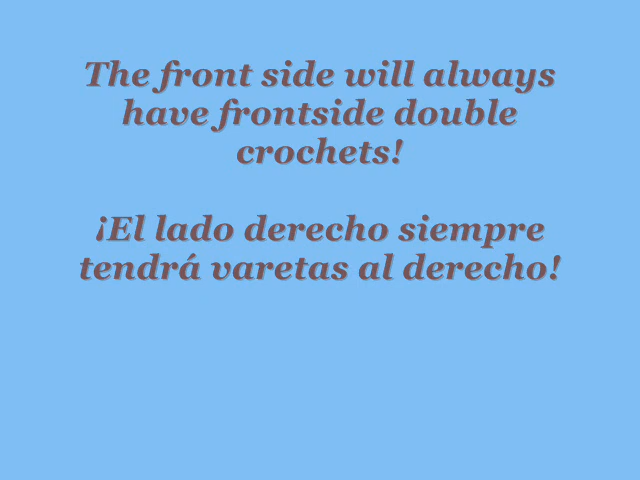 The front side will always
have frontside double
crochets!
¡El lado derecho siempre
tendrá varetas al derecho!